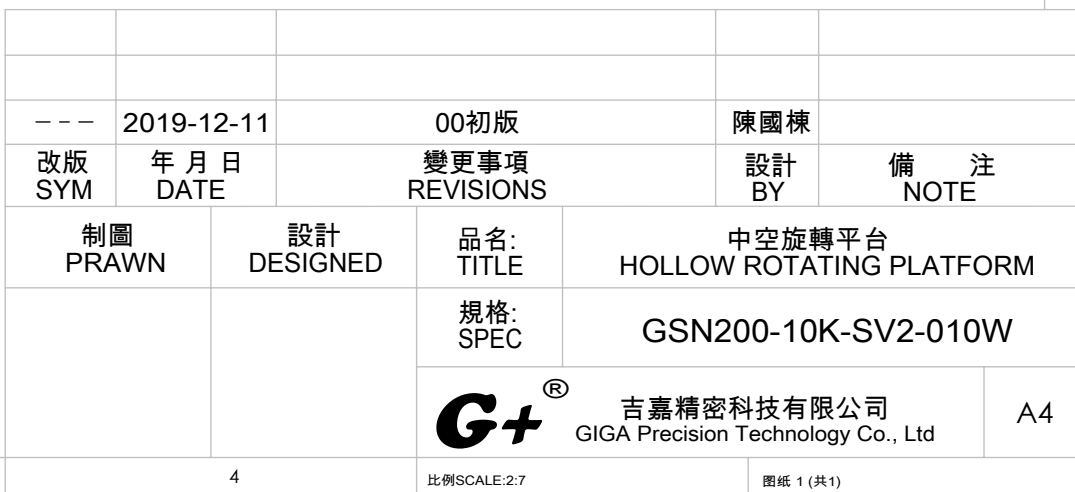 --- 2019-12-11 00初版 陳國棟
改版 年 月 日 變更事項 設計 備 注
SYM DATE REVISIONS BY NOTE
制圖 設計 品名: 中空旋轉平台
PRAWN DESIGNED TITLE HOLLOW ROTATING PLATFORM
規格: GSN200-10K-SV2-010W
SPEC
G+® 吉嘉精密科技有限公司 A4
GIGA Precision Technology Co., Ltd
4 比例SCALE:2:7 图纸 1 (共1)